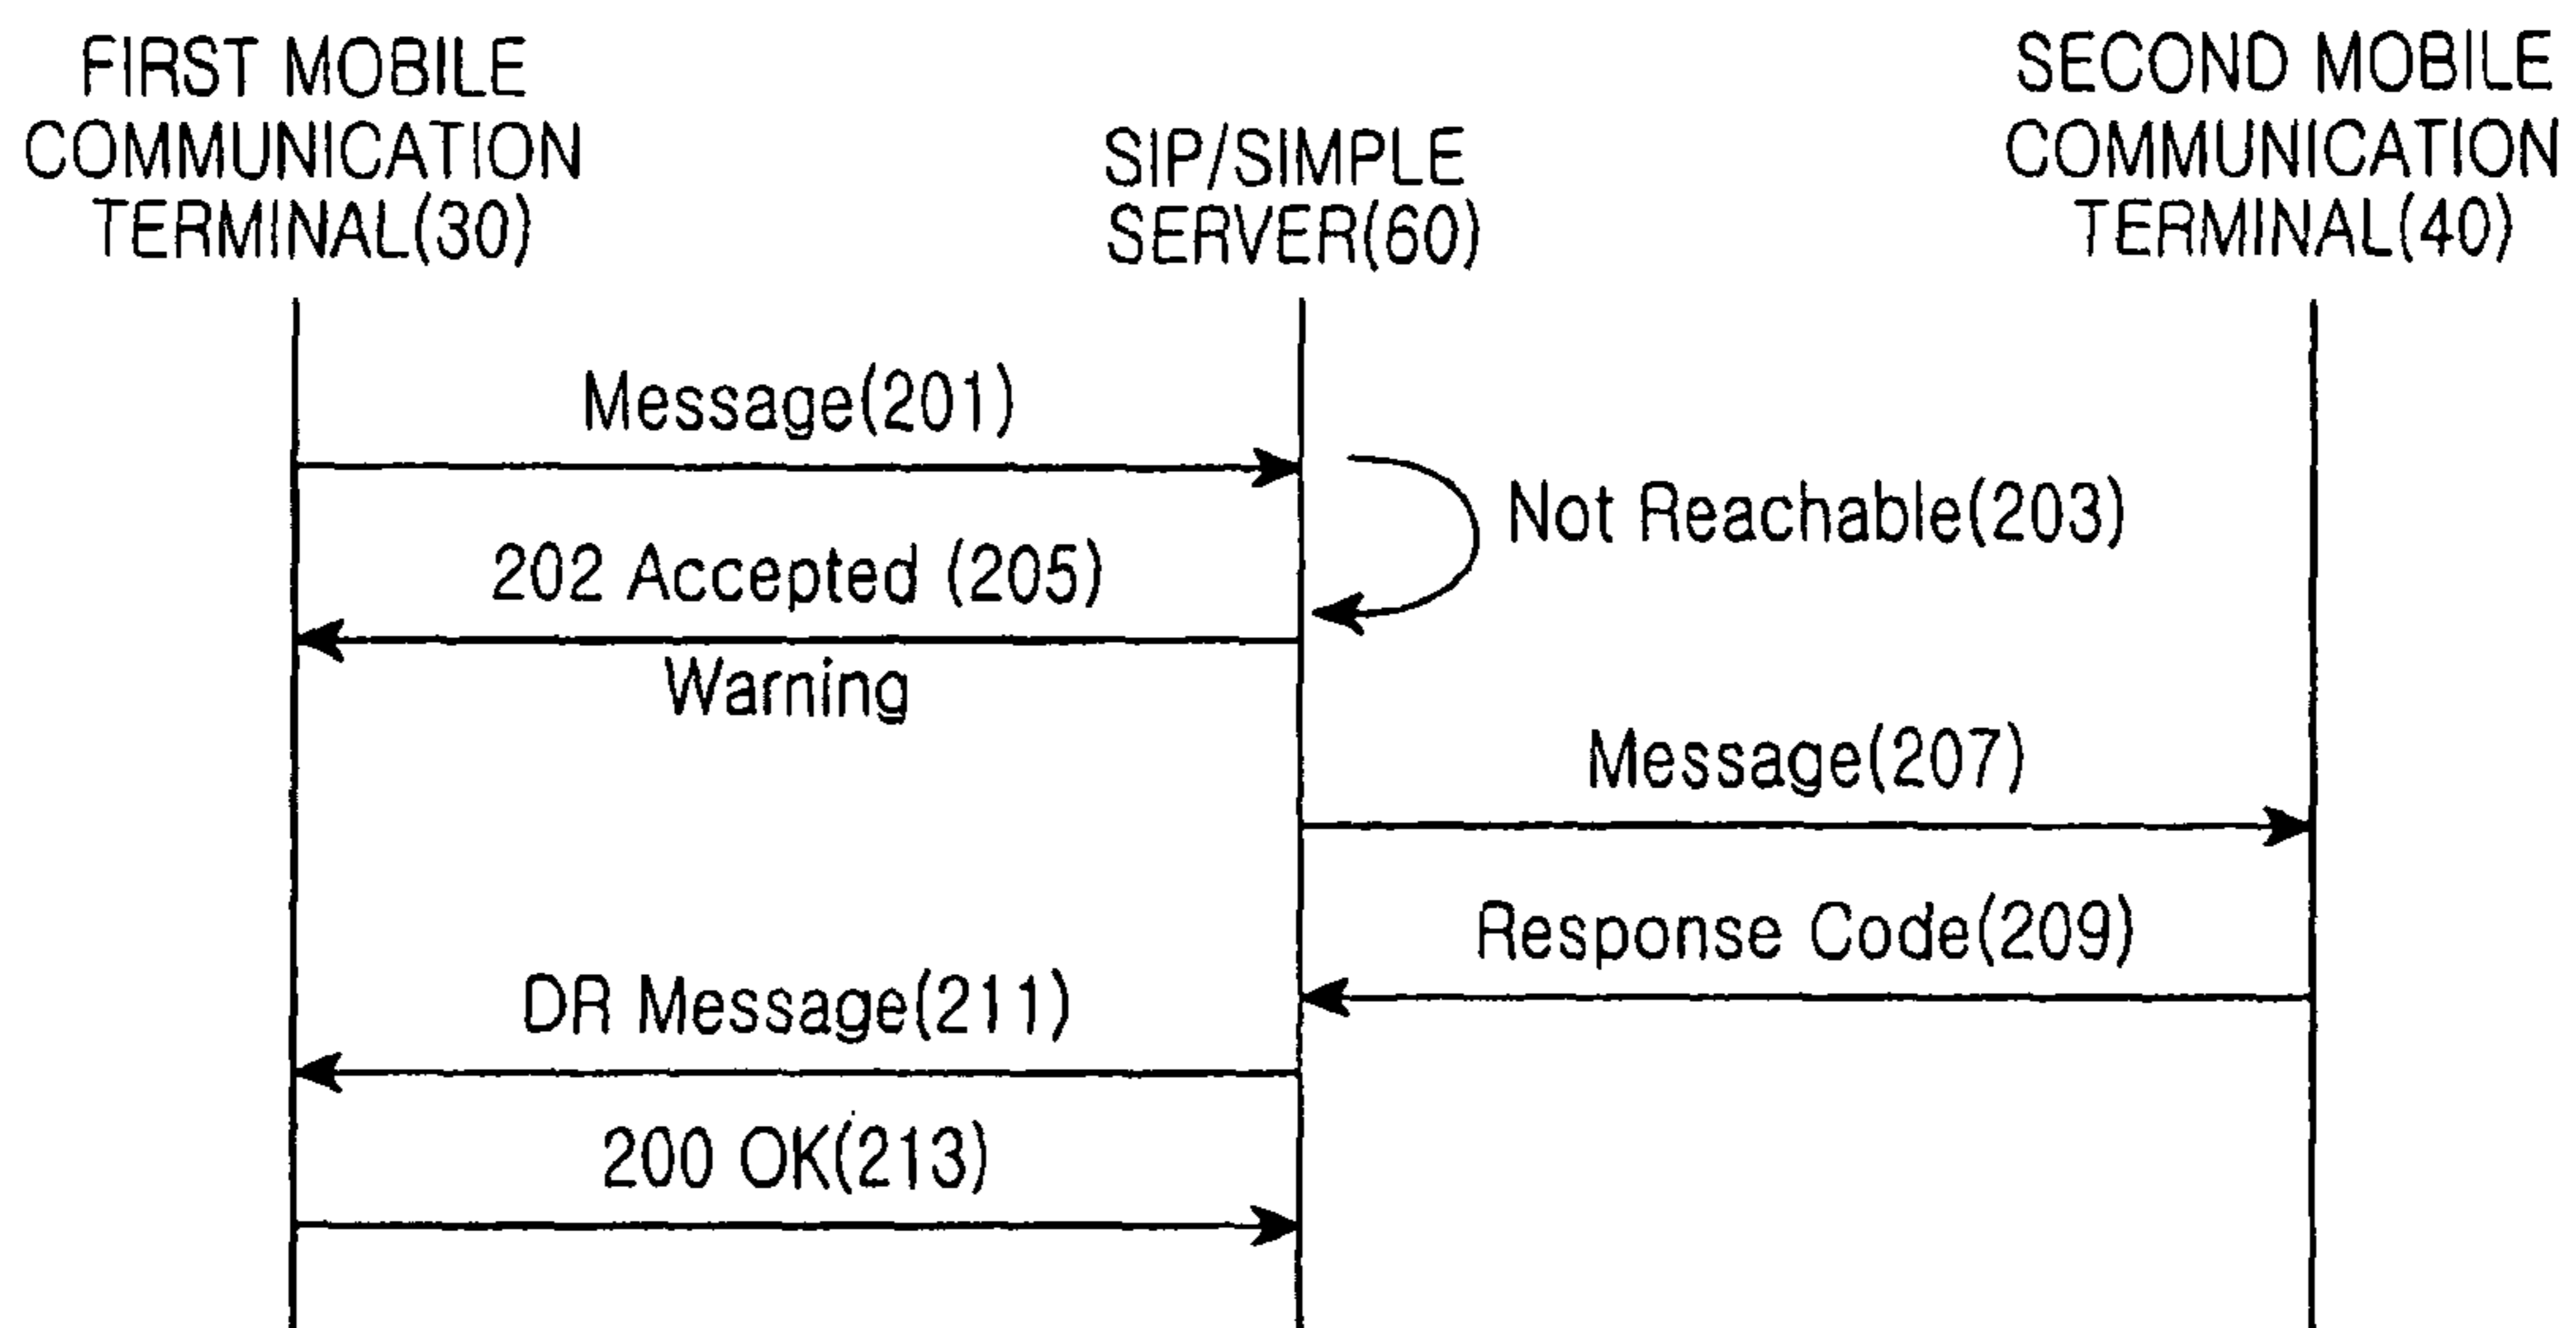 FIRST MOBILE
COMMUNICATION
TERMINAL(30)
SIP/SIMPLE
SERVER(60)
SECOND MOBILE
COMMUNICATION
TERMINAL(40)
Message(201)
Not Reachable(203)
202 Accepted (205)
Warning
Message(207)
Response Code(209)
DR Message(211)
200 OK(213)